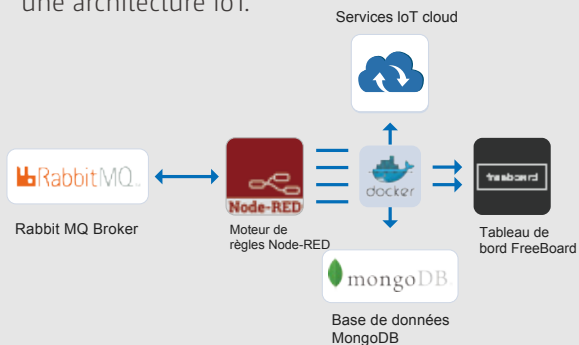 une architecture IoT.
Services IoT cloud
RabbitMQ
Rabbit MQ Broker
Node-RED
Moteur de
règles Node-RED
docker
freeboard
Tableau de
bord FreeBoard
mongoDB
Base de données
MongoDB